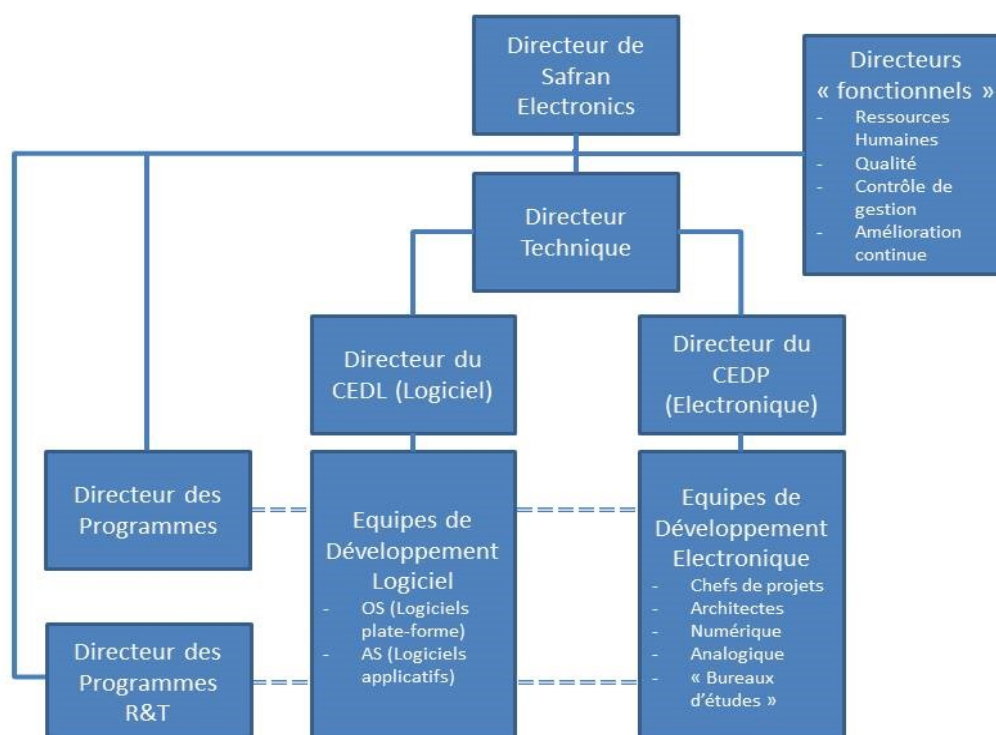 Directeur de
Safran
Electronics
Directeurs
« fonctionnels »
- Ressources
Humaines
- Qualité
- Contrôle de
gestion
- Amélioration
continue
Directeur
Technique
Directeur du
CEDL (Logiciel)
Directeur du
CEDP
(Electronique)
Directeur des
Programmes
Equipes de
Développement
Logiciel
- OS (Logiciels
plate-forme)
- AS (Logiciels
applicatifs)
Equipes de
Développement
Electronique
- Chefs de projets
- Architectes
- Numérique
- Analogique
- « Bureaux
d’études »
Directeur des
Programmes
R&T